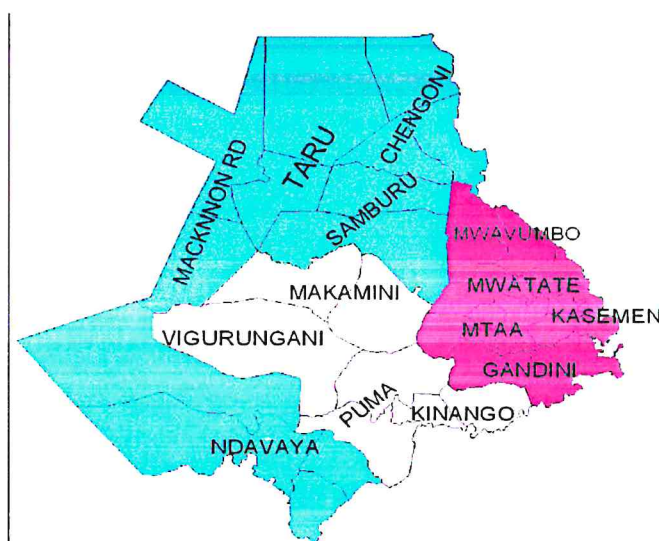 CHENGONI
TARU
MACKNNON RD
SAMBURU
MWAVUMBO
MAKAMINI
MWATATE
KASEMEN
VIGURUNGANI
MTAA
GANDINI
PUMA
KINANGO
NDAVAYA